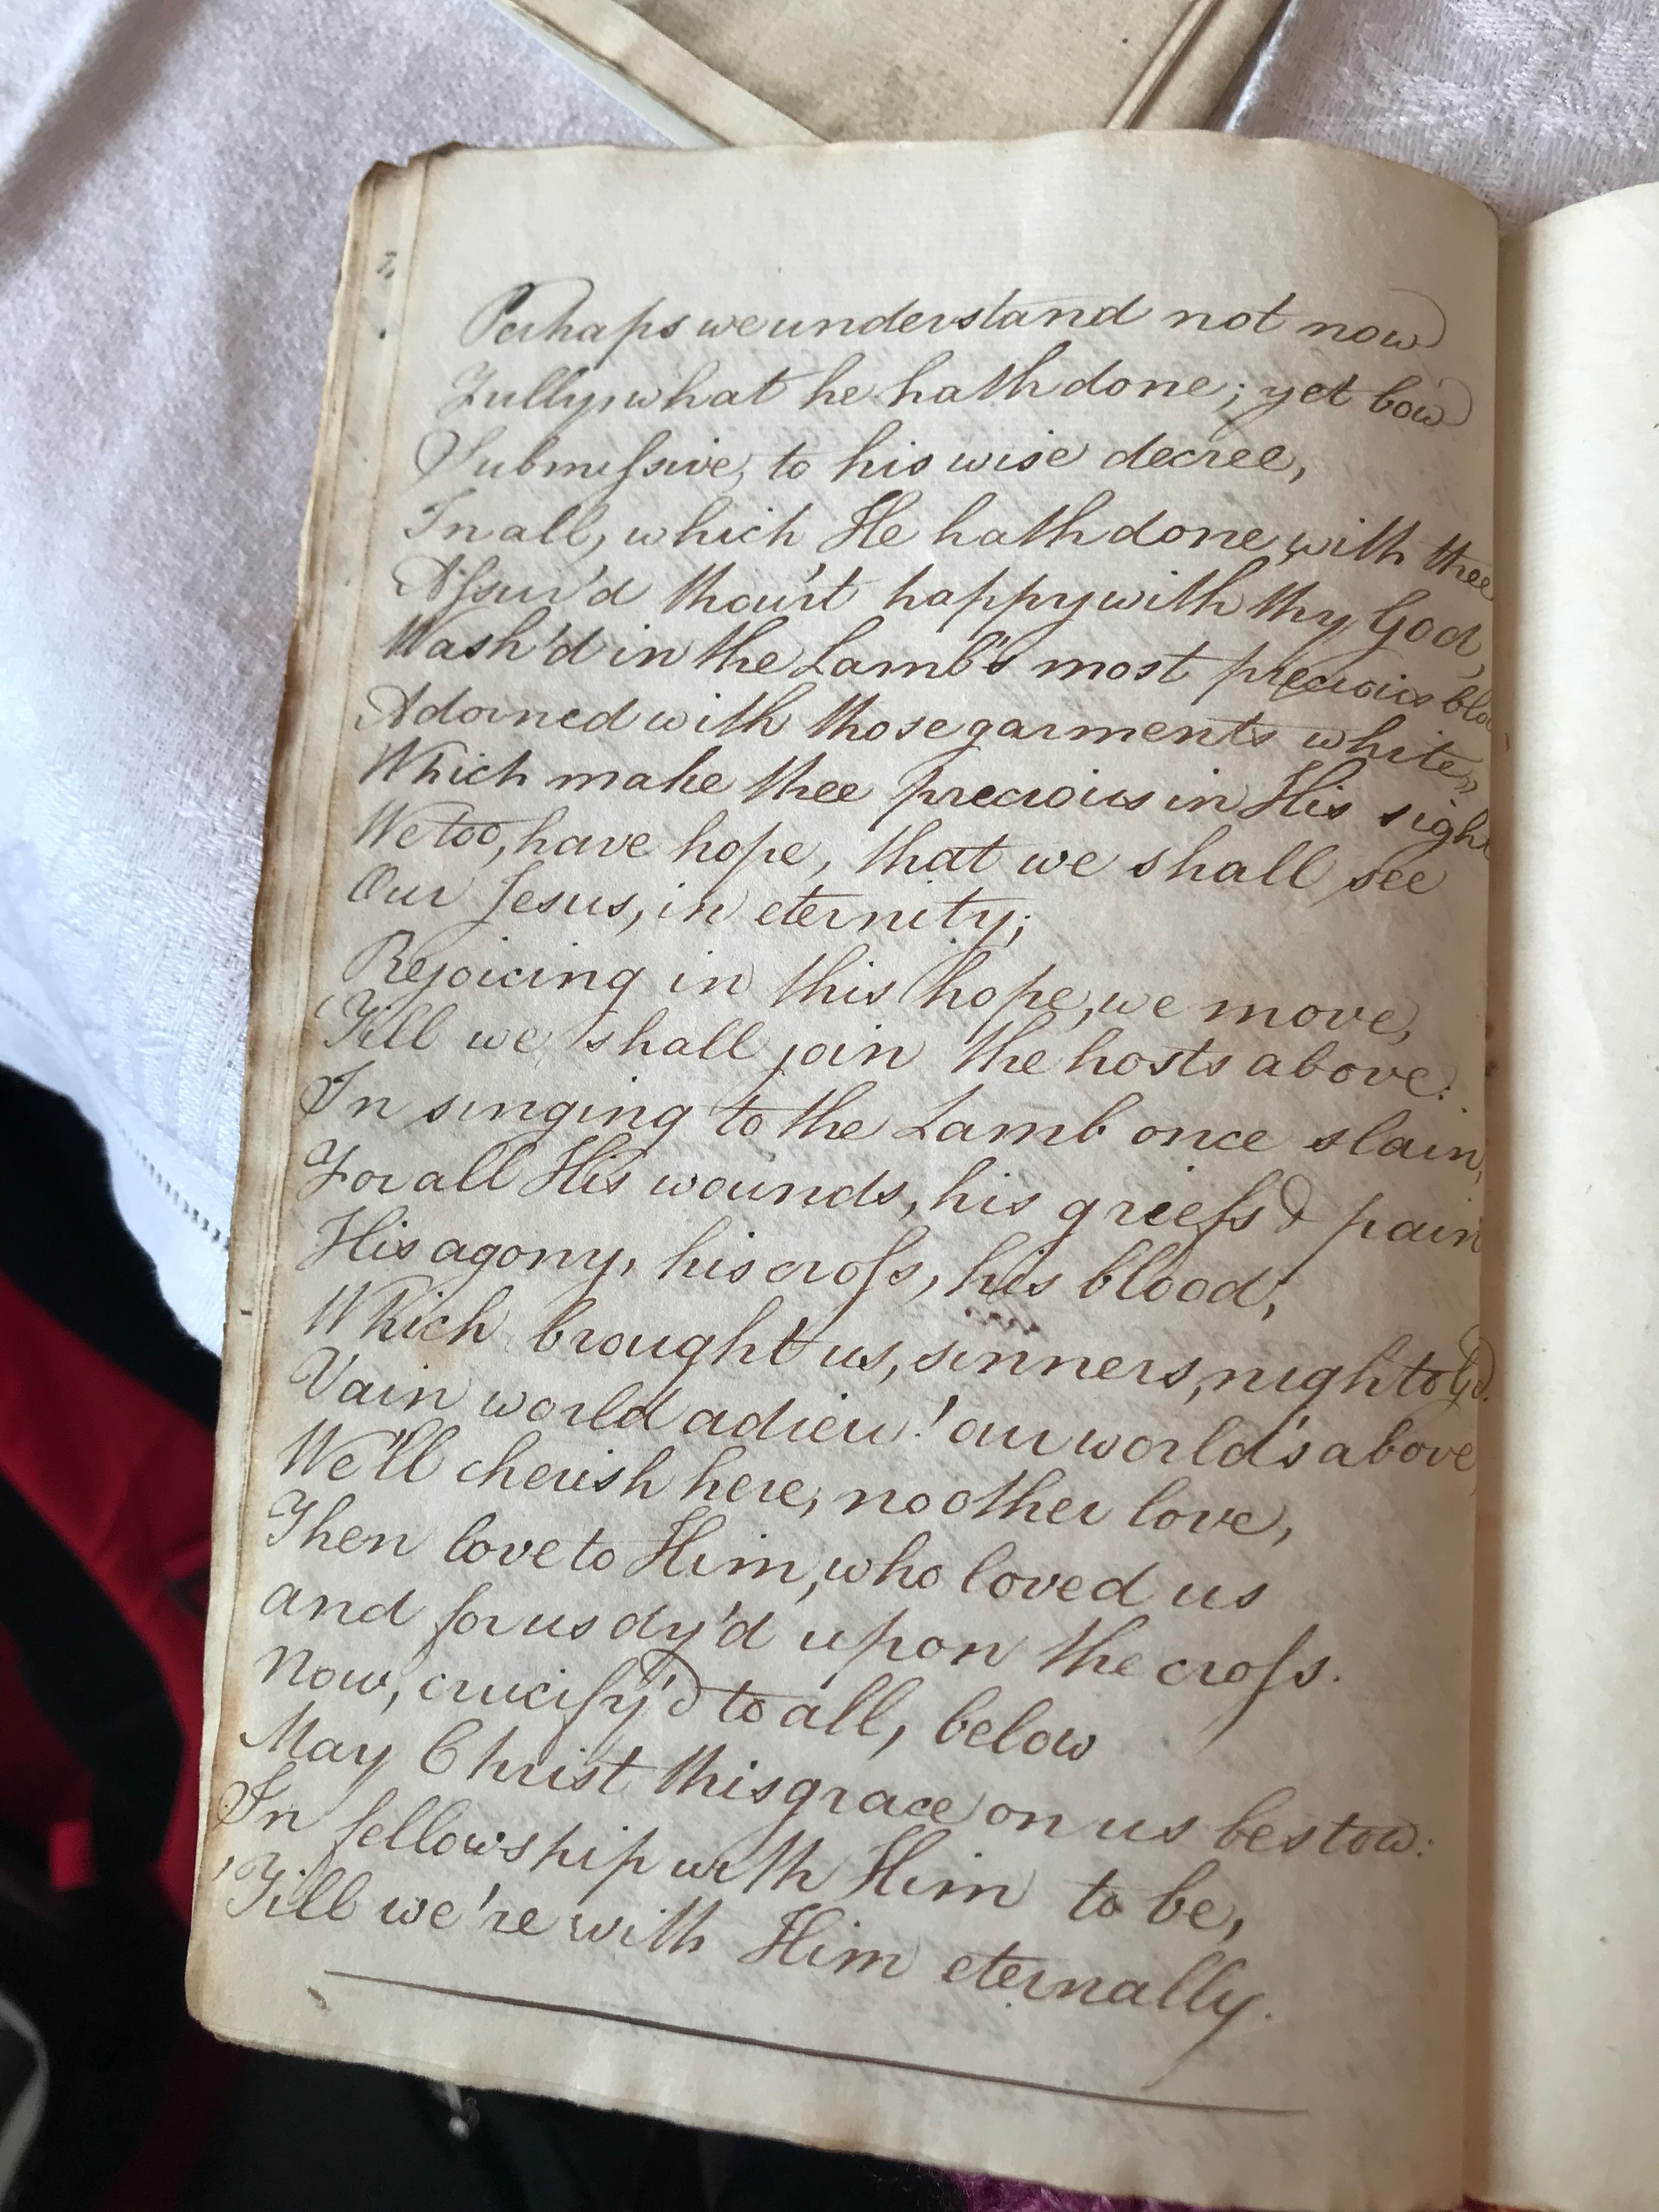 Perhaps we understand not now
Fully, what he hath done; yet bow
Submiſsive, to his wise decree,
In all, which He hath done, with thee
Aſsur'd thou'rt happy with thy God,
Wash'd in the Lamb's most precious bloo
Adorned with those garments white,
Which make thee precious in His sight
We too, have hope, that we shall see
Our Jesus, in eternity;
Rejoicing in this hope, we move,
'Till we shall join the hosts above:
In singing to the Lamb once slain,
For all His wounds, his griefs & pain
His agony, his croſs, his blood,
Which brought us, sinners, nigh to God.
Vain world adieu! our world's above
We'll cherish here, no other love,
Then love to Him, who loved us
and for us dy'd upon the croſs.
Now, crucify'd to all, below
May Christ this grace on us bestow:
In fellowship with Him to be,
'Till we're with Him eternally.